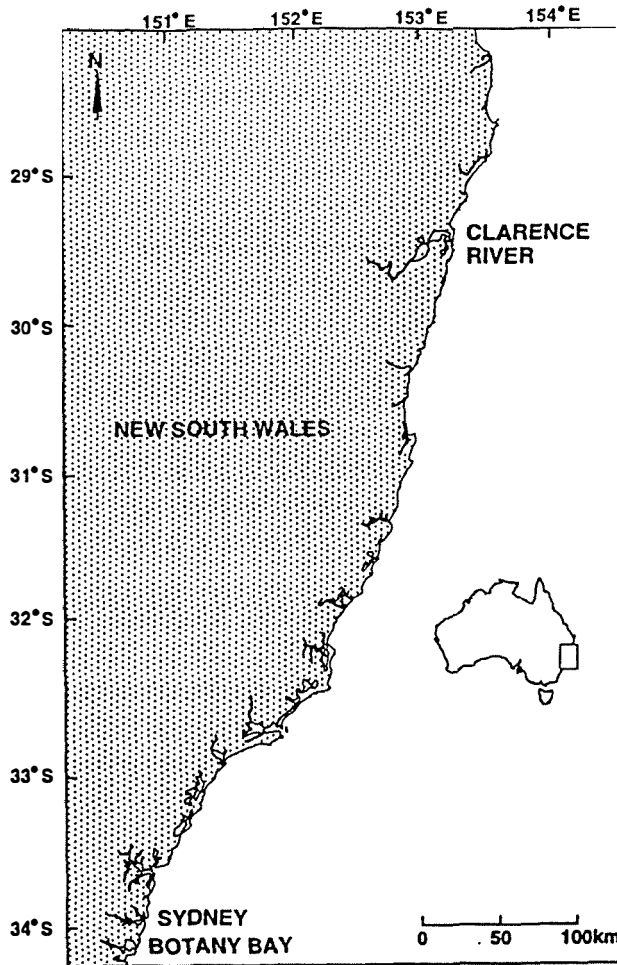 151°E 152°E 153°E 154°E
N
29°S
CLARENCE
RIVER
30°S
NEW SOUTH WALES
31°S
32°S
33°S
SYDNEY
34°S
BOTANY BAY
0 50 100km